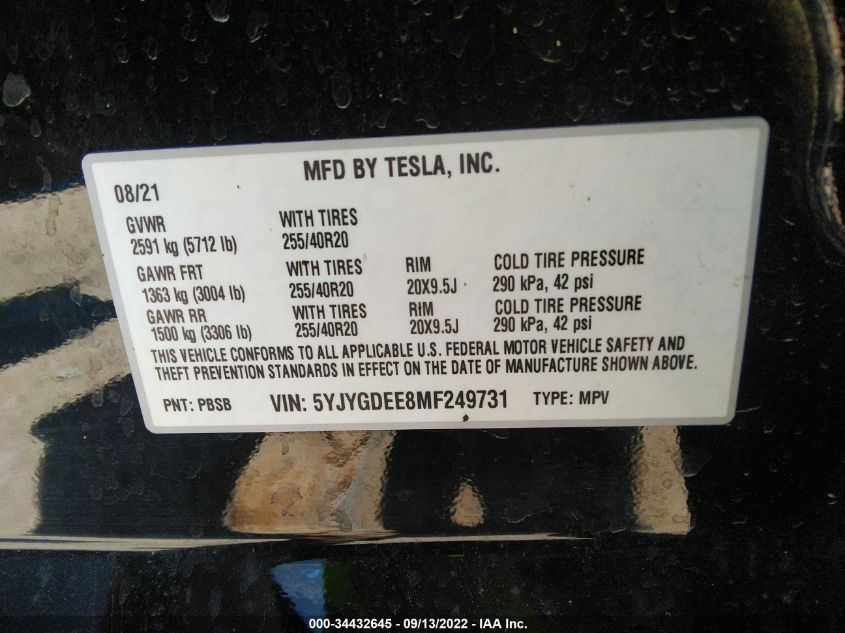 MFD BY TESLA, INC.
08/21
GVWR WITH TIRES
2591 kg (5712 lb) 255/40R20
GAWR FRT WITH TIRES RIM COLD TIRE PRESSURE
1363 kg (3004 lb) 255/40R20 20X9.5J 290 kPa, 42 psi
GAWR RR WITH TIRES RIM COLD TIRE PRESSURE
1500 kg (3306 lb) 255/40R20 20X9.5J 290 kPa, 42 psi
THIS VEHICLE CONFORMS TO ALL APPLICABLE U.S. FEDERAL MOTOR VEHICLE SAFETY AND
THEFT PREVENTION STANDARDS IN EFFECT ON THE DATE OF MANUFACTURE SHOWN ABOVE.
PNT: PBSB VIN: 5YJYGDEE8MF249731 TYPE: MPV
000-34432645 - 09/13/2022 - IAA Inc.